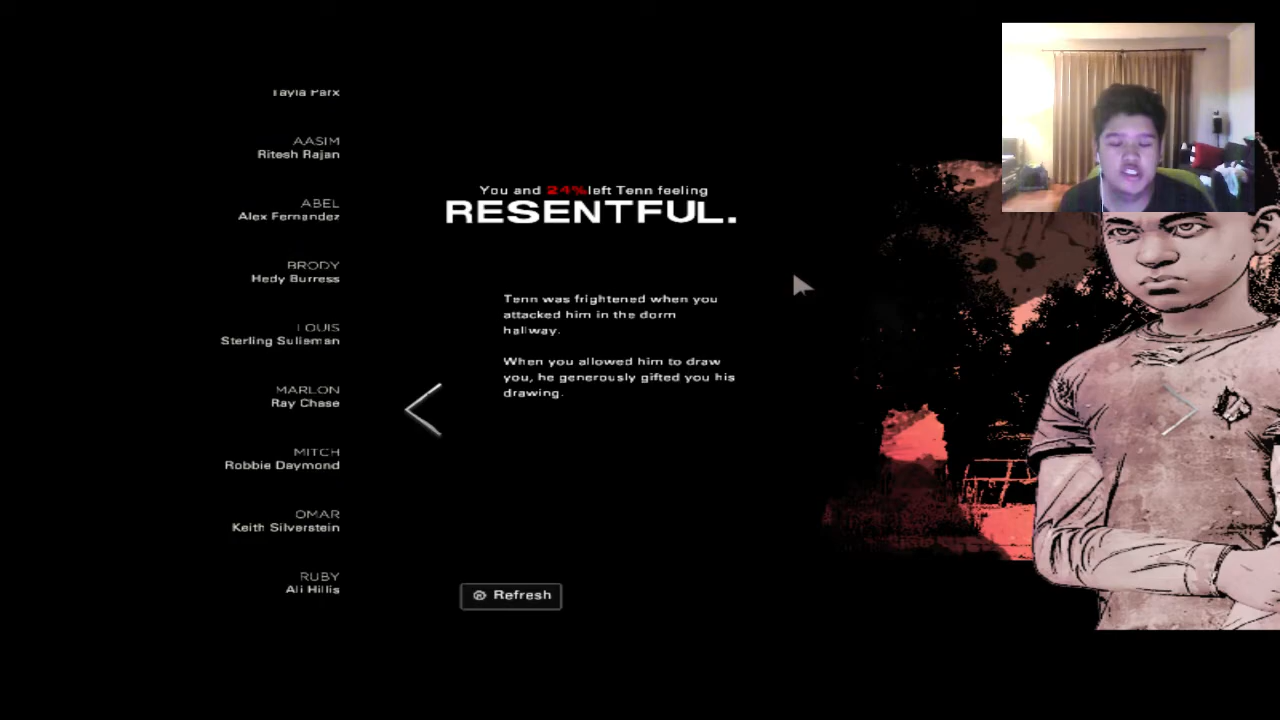 Tayla Parx
AASIM
Ritesh Rajan
ABEL
Alex Fernandez
BRODY
Hedy Burress
LOUIS
Sterling Sulieman
MARLON
Ray Chase
MITCH
Robbie Daymond
OMAR
Keith Silverstein
RUBY
Ali Hillis
You and 24%left Tenn feeling
RESENTFUL.
Tenn was frightened when you
attacked him in the dorm
hallway.
When you allowed him to draw
you, he generously gifted you his
drawing.
Refresh